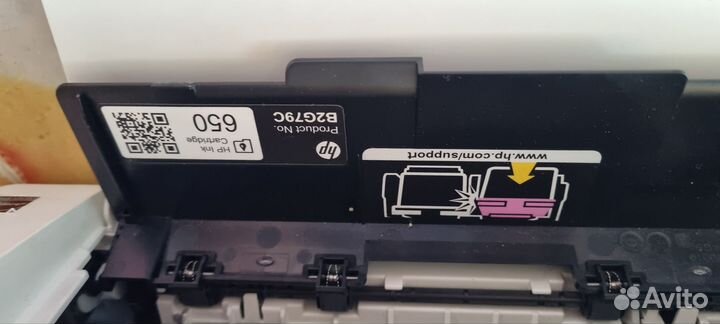 hp
Product No.
B2G79C
HP Ink
Cartridge
650
www.hp.com/support
Avito